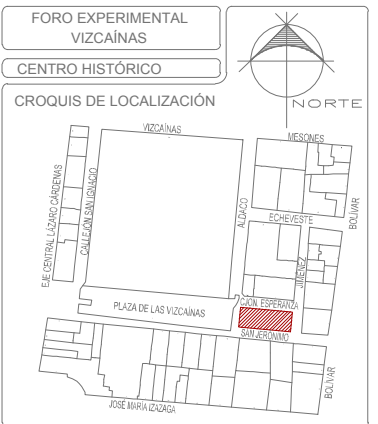 FORO EXPERIMENTAL
VIZCAÍNAS
CENTRO HISTÓRICO
NORTE
CROQUIS DE LOCALIZACIÓN
VIZCAÍNAS
MESONES
EJE CENTRAL LÁZARO CÁRDENAS
CALLEJÓN SAN IGNACIO
ALDACO
BOLÍVAR
ECHEVESTE
JIMÉNEZ
CJON. ESPERANZA
PLAZA DE LAS VIZCAÍNAS
SAN JERÓNIMO
BOLÍVAR
JOSÉ MARÍA IZAZAGA